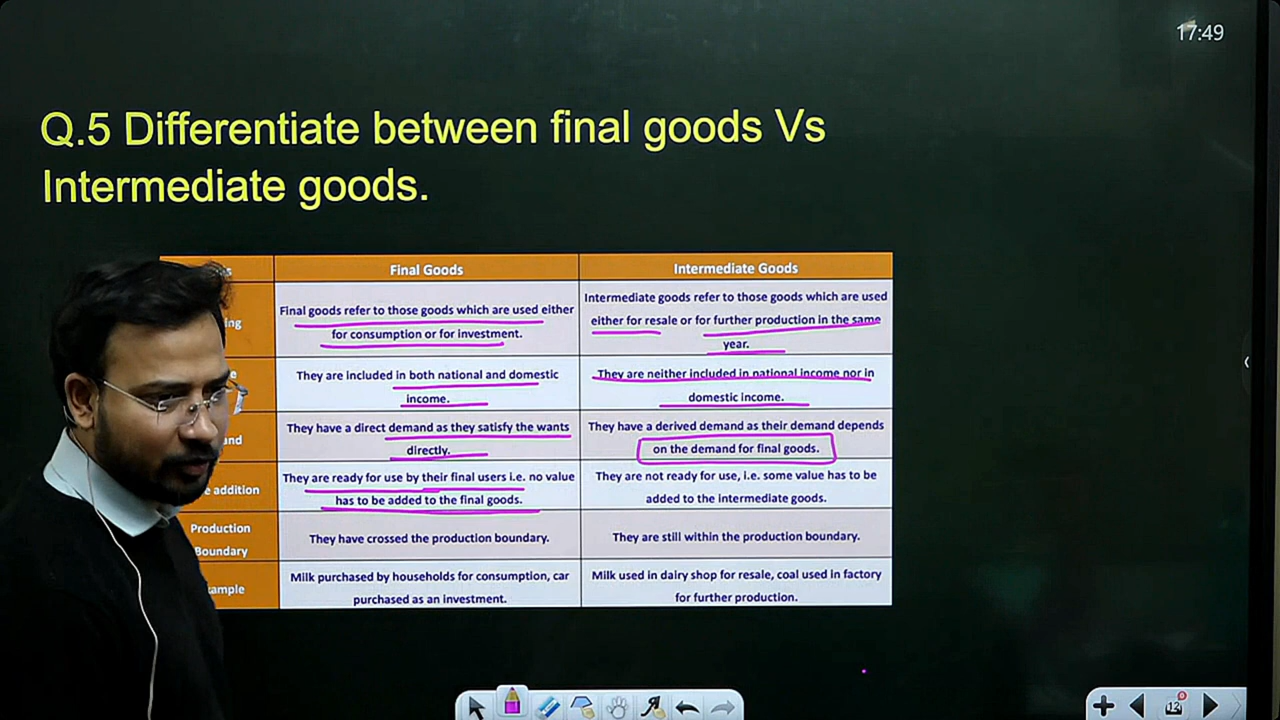 17:49
Q.5 Differentiate between final goods Vs
Intermediate goods.
Final Goods
Intermediate Goods
Final goods refer to those goods which are used either
for consumption or for investment.
Intermediate goods refer to those goods which are used
either for resale or for further production in the same
year.
They are included in both national and domestic
income.
They are neither included in national income nor in
domestic income.
They have a direct demand as they satisfy the wants
directly.
They have a derived demand as their demand depends
on the demand for final goods.
addition
They are ready for use by their final users i.e. no value
has to be added to the final goods.
They are not ready for use, i.e. some value has to be
added to the intermediate goods.
Production
Boundary
They have crossed the production boundary.
They are still within the production boundary.
Milk purchased by households for consumption, car
purchased as an investment.
Milk used in dairy shop for resale, coal used in factory
for further production.
12